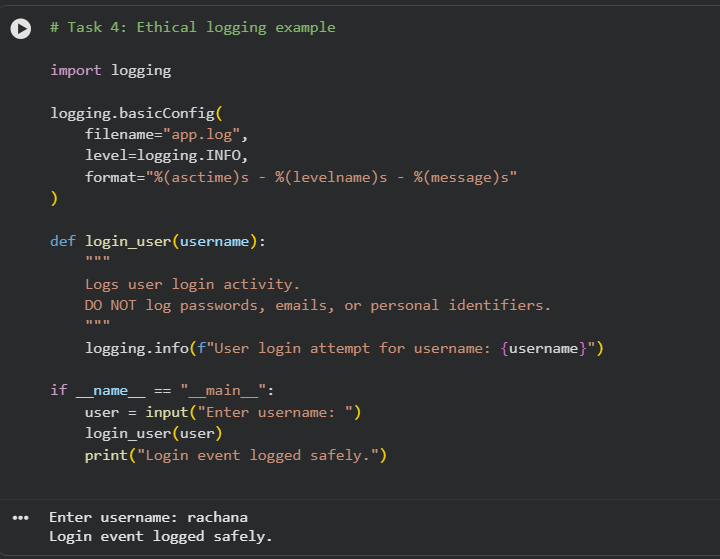 # Task 4: Ethical logging example
import logging
logging.basicConfig(
    filename="app.log",
    level=logging.INFO,
    format="%(asctime)s - %(levelname)s - %(message)s"
)
def login_user(username):
    """
    Logs user login activity.
    DO NOT log passwords, emails, or personal identifiers.
    """
    logging.info(f"User login attempt for username: {username}")
if __name__ == "__main__":
    user = input("Enter username: ")
    login_user(user)
    print("Login event logged safely.")
Enter username: rachana
Login event logged safely.